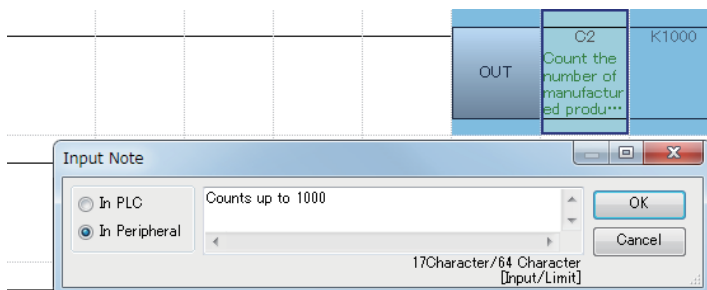 C2
K1000
OUT
Count the
number of
manufactur
ed produ…
Input Note
In PLC
In Peripheral
Counts up to 1000
OK
Cancel
17Character/64 Character
[Input/Limit]